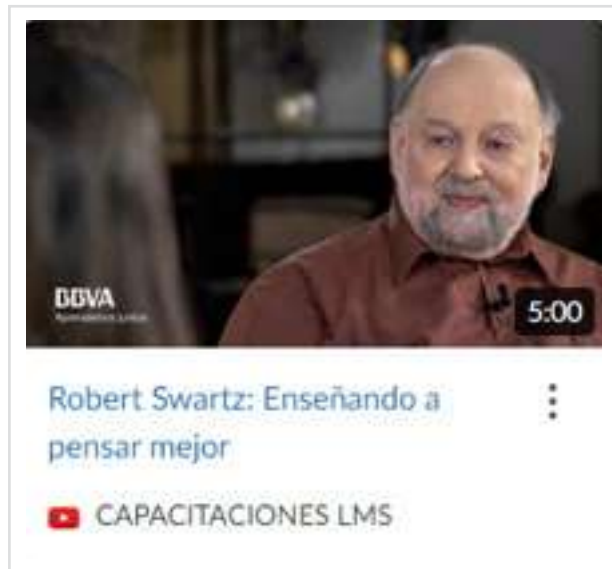 BBVA
5:00
Robert Swartz: Enseñando a
pensar mejor
CAPACITACIONES LMS